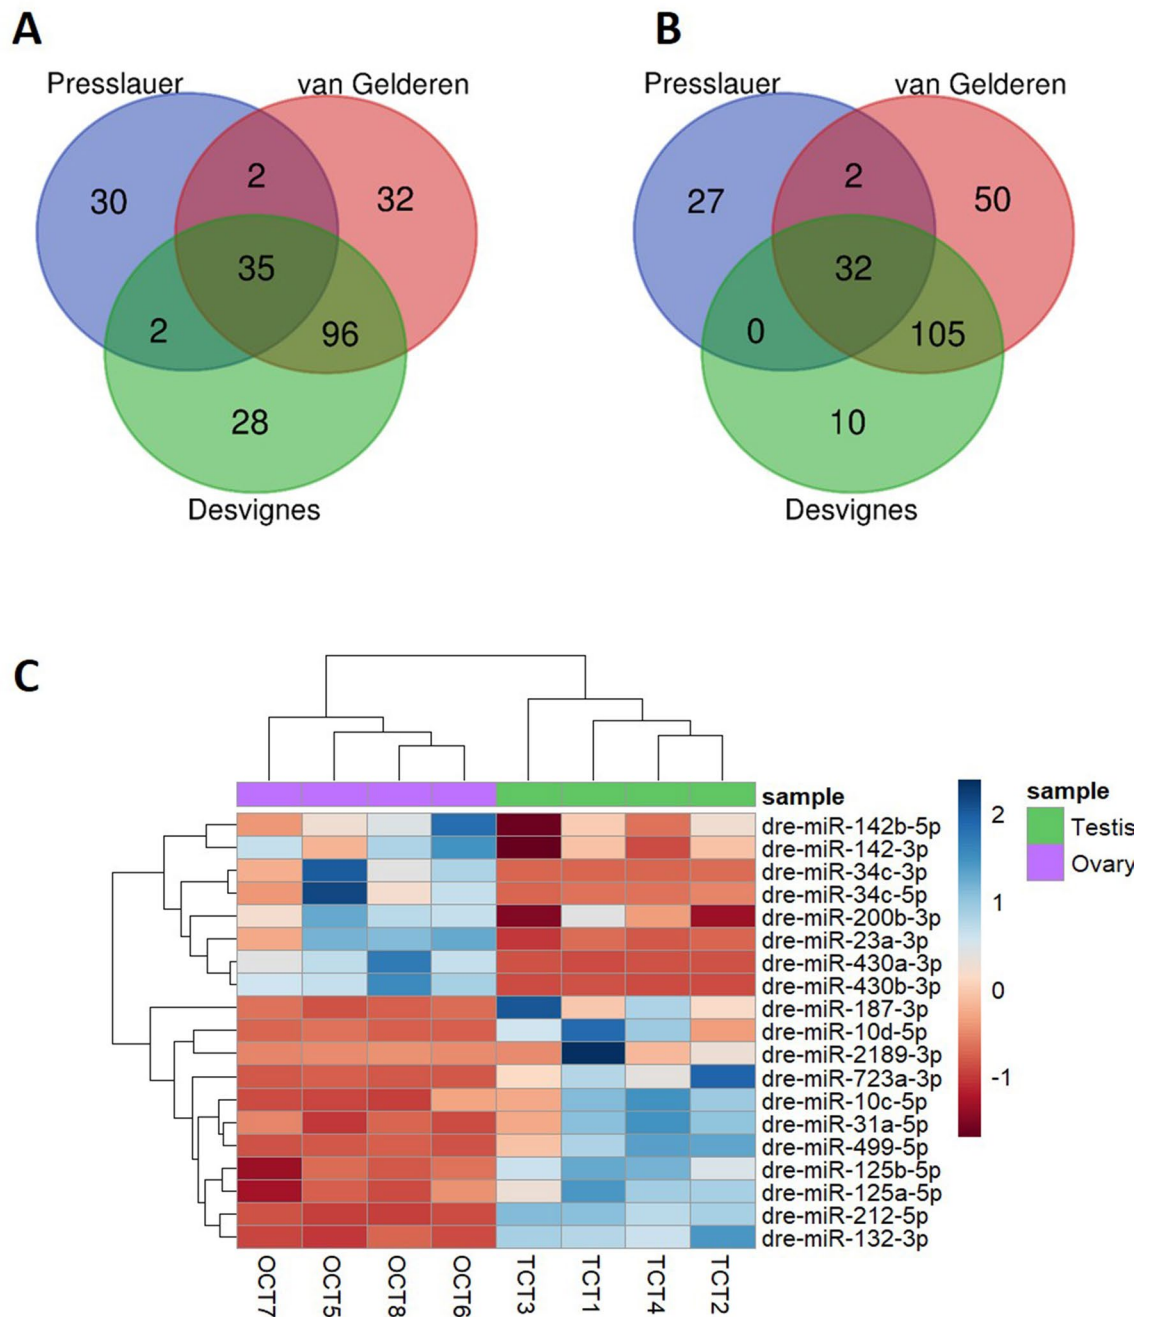 A
B
Presslauer
van Gelderen
Presslauer
van Gelderen
30
2
32
27
2
50
35
32
2
96
0
105
28
10
Desvignes
Desvignes
C
sample
sample
Testis
Ovary
2
1
0
-1
dre-miR-142b-5p
dre-miR-142-3p
dre-miR-34c-3p
dre-miR-34c-5p
dre-miR-200b-3p
dre-miR-23a-3p
dre-miR-430a-3p
dre-miR-430b-3p
dre-miR-187-3p
dre-miR-10d-5p
dre-miR-2189-3p
dre-miR-723a-3p
dre-miR-10c-5p
dre-miR-31a-5p
dre-miR-499-5p
dre-miR-125b-5p
dre-miR-125a-5p
dre-miR-212-5p
dre-miR-132-3p
OCT7
OCT5
OCT8
OCT6
TCT3
TCT1
TCT4
TCT2